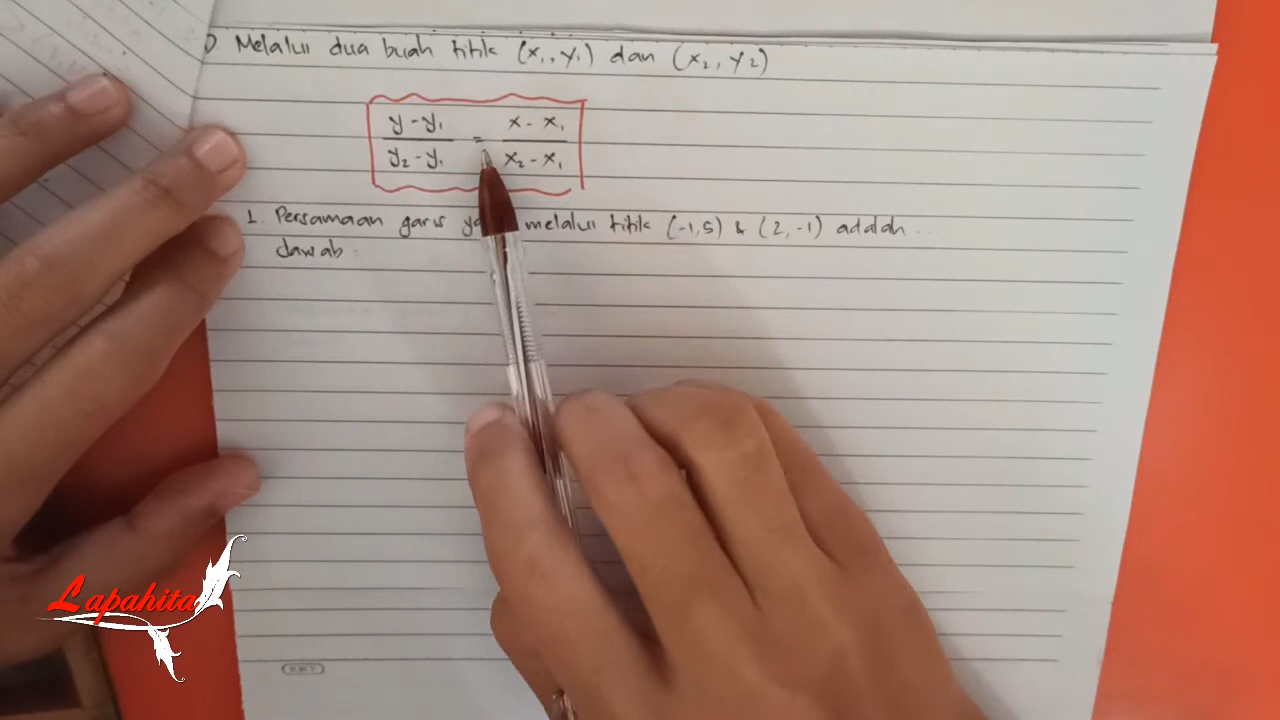 Melalui dua buah titik (x₁, y₁) dan (x₂, y₂)
y - y₁ = x - x₁
y₂ - y₁ x₂ - x₁
1. Persamaan garis melalui titik (-1,5) & (2,-1) adalah ...
Jawab :
Lapahita